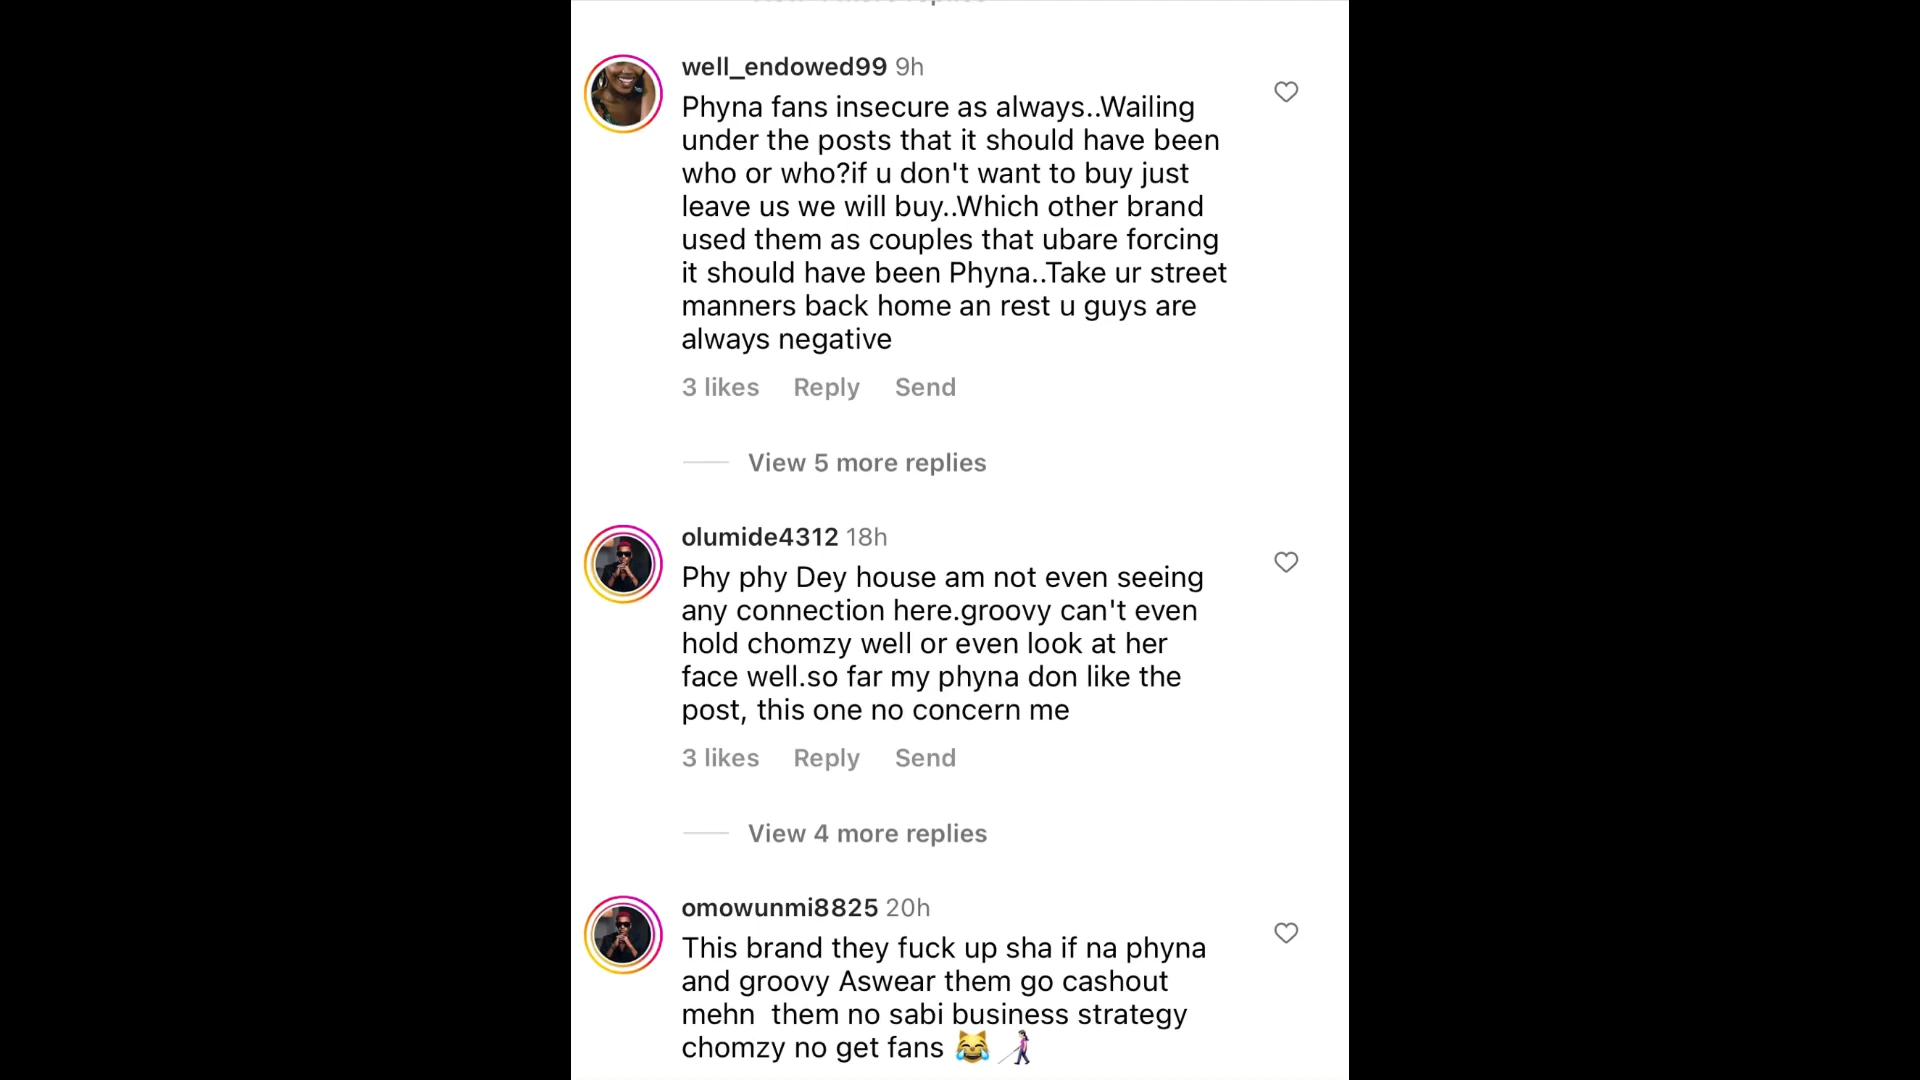 well_endowed99 9h
Phyna fans insecure as always..Wailing
under the posts that it should have been
who or who?if u don't want to buy just
leave us we will buy..Which other brand
used them as couples that ubare forcing
it should have been Phyna..Take ur street
manners back home an rest u guys are
always negative
3 likes Reply Send
View 5 more replies
olumide4312 18h
Phy phy Dey house am not even seeing
any connection here.groovy can't even
hold chomzy well or even look at her
face well.so far my phyna don like the
post, this one no concern me
3 likes Reply Send
View 4 more replies
omowunmi8825 20h
This brand they fuck up sha if na phyna
and groovy Aswear them go cashout
mehn  them no sabi business strategy
chomzy no get fans 😹 👩🏻‍🦯